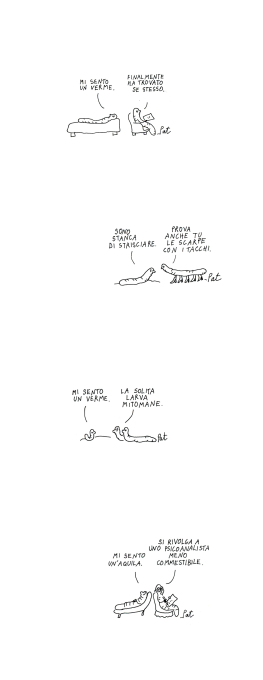 MI SENTO
UN VERME.
FINALMENTE
HA TROVATO
SE STESSO.
Pat
SONO
STANCA
DI STRISCIARE.
PROVA
ANCHE TU
LE SCARPE
CON I TACCHI.
Pat
MI SENTO
UN VERME.
LA SOLITA
LARVA
MITOMANE.
Pat
MI SENTO
UN'AQUILA.
SI RIVOLGA A
UNO PSICOANALISTA
MENO
COMMESTIBILE.
Pat